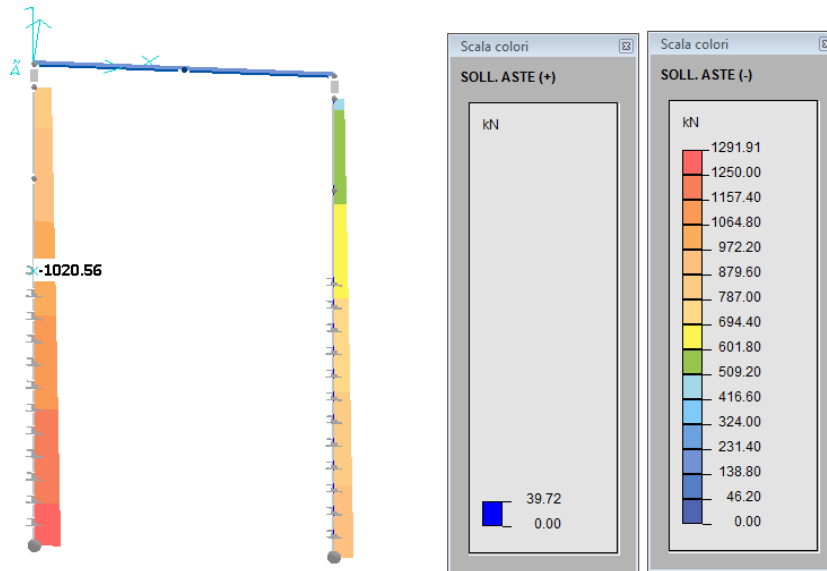 Ã
-1020.56
Scala colori
SOLL. ASTE (+)
kN
39.72
0.00
Scala colori
SOLL. ASTE (-)
kN
1291.91
1250.00
1157.40
1064.80
972.20
879.60
787.00
694.40
601.80
509.20
416.60
324.00
231.40
138.80
46.20
0.00